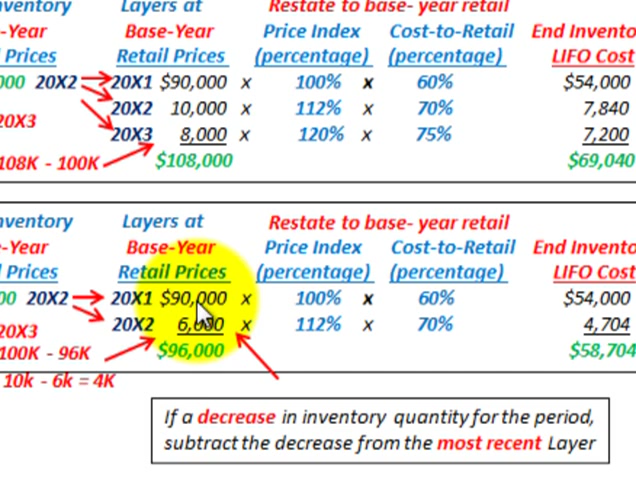 nventory Layers at Restate to base- year retail
-Year Base-Year Price Index Cost-to-Retail End Invento
Prices Retail Prices (percentage) (percentage) LIFO Cost
000 20X2 20X1 $90,000 x 100% x 60% $54,000
20X2 10,000 x 112% x 70% 7,840
20X3
20X3 8,000 x 120% x 75% 7,200
108K - 100K $108,000 $69,040
nventory Layers at Restate to base- year retail
-Year Base-Year Price Index Cost-to-Retail End Invento
Prices Retail Prices (percentage) (percentage) LIFO Cost
00 20X2 20X1 $90,000 x 100% x 60% $54,000
20X2 6,000 x 112% x 70% 4,704
20X3
100K - 96K $96,000 $58,704
10k - 6k = 4K
If a decrease in inventory quantity for the period,
subtract the decrease from the most recent Layer